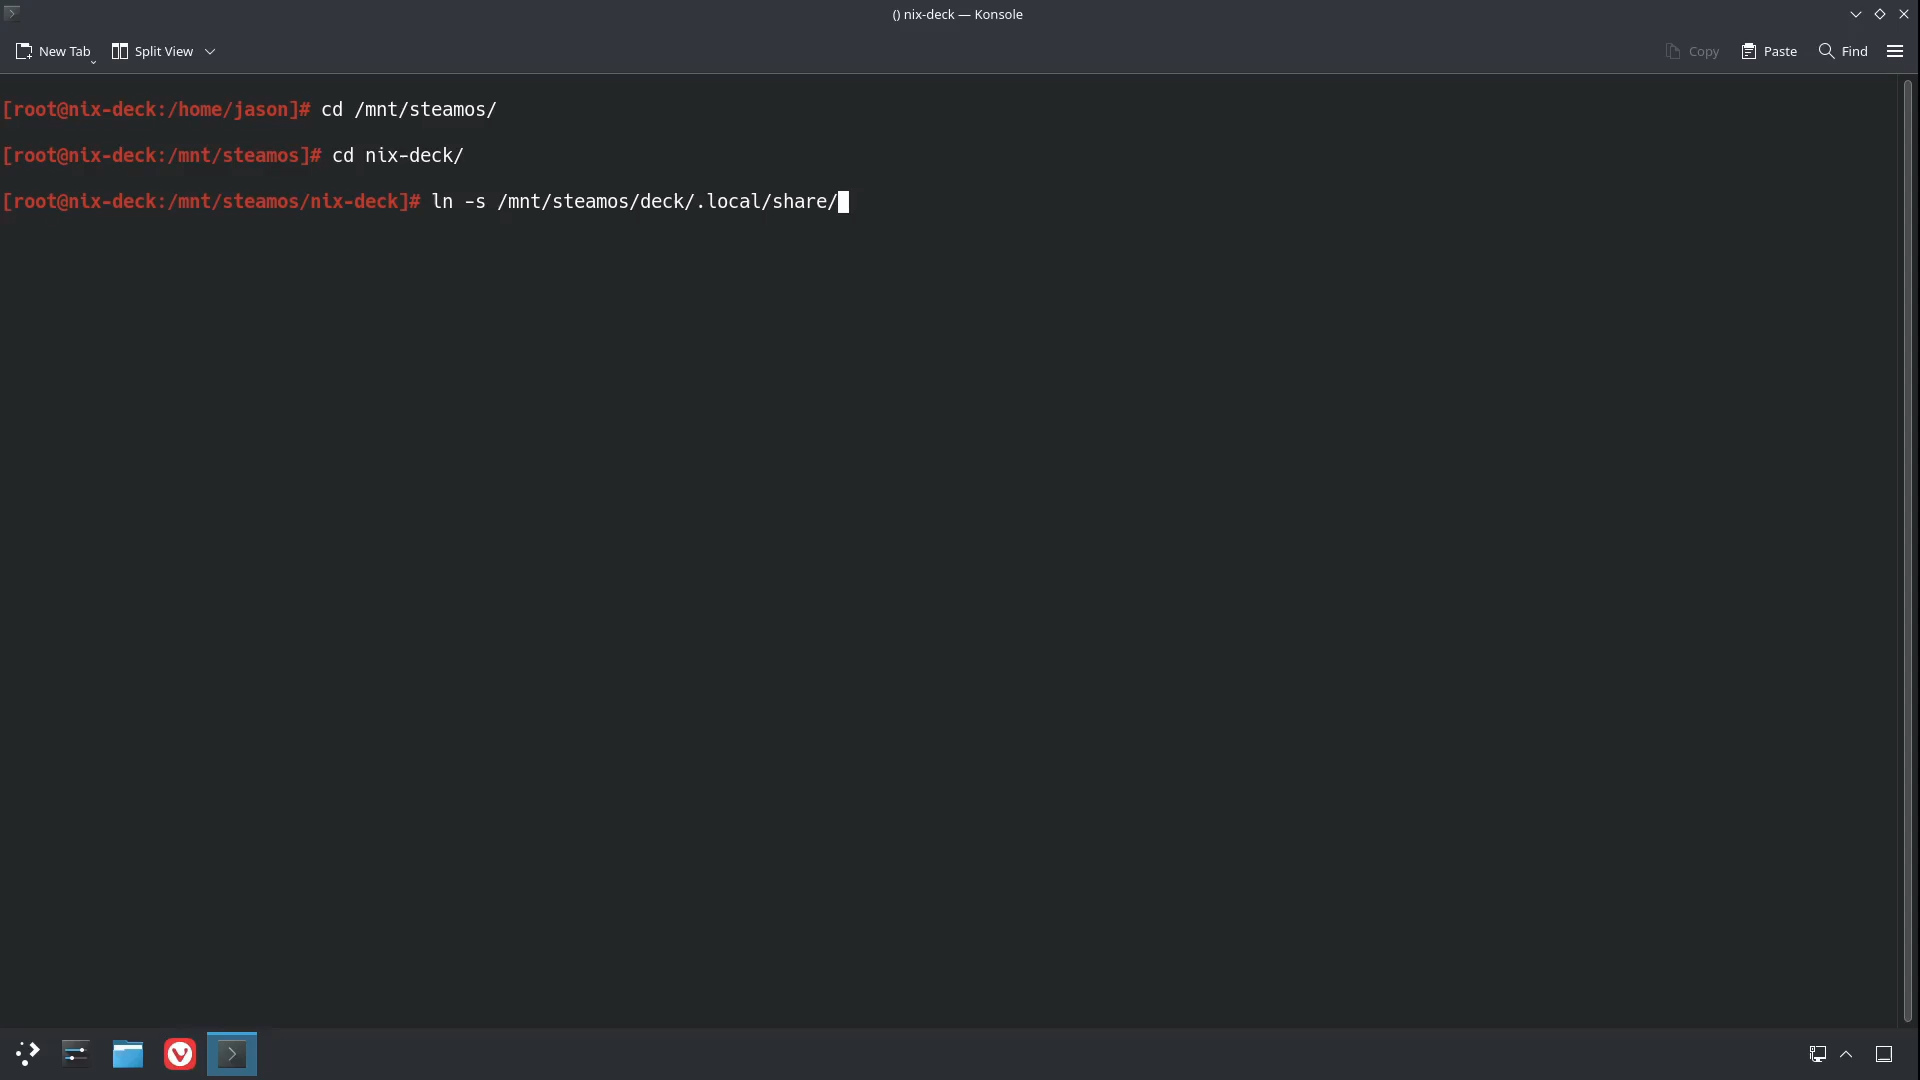 () nix-deck — Konsole
New Tab Split View Copy Paste Find
[root@nix-deck:/home/jason]# cd /mnt/steamos/
[root@nix-deck:/mnt/steamos]# cd nix-deck/
[root@nix-deck:/mnt/steamos/nix-deck]# ln -s /mnt/steamos/deck/.local/share/